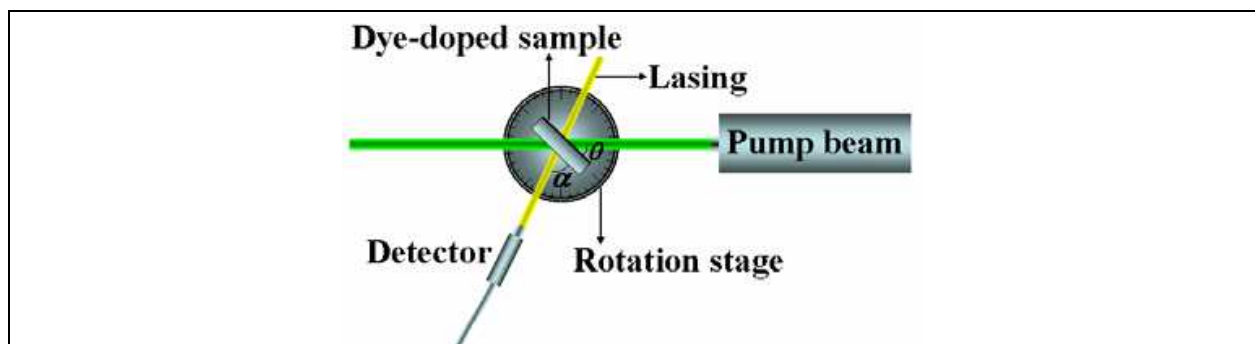 Dye-doped sample
Lasing
Pump beam
θ
α
Detector
Rotation stage